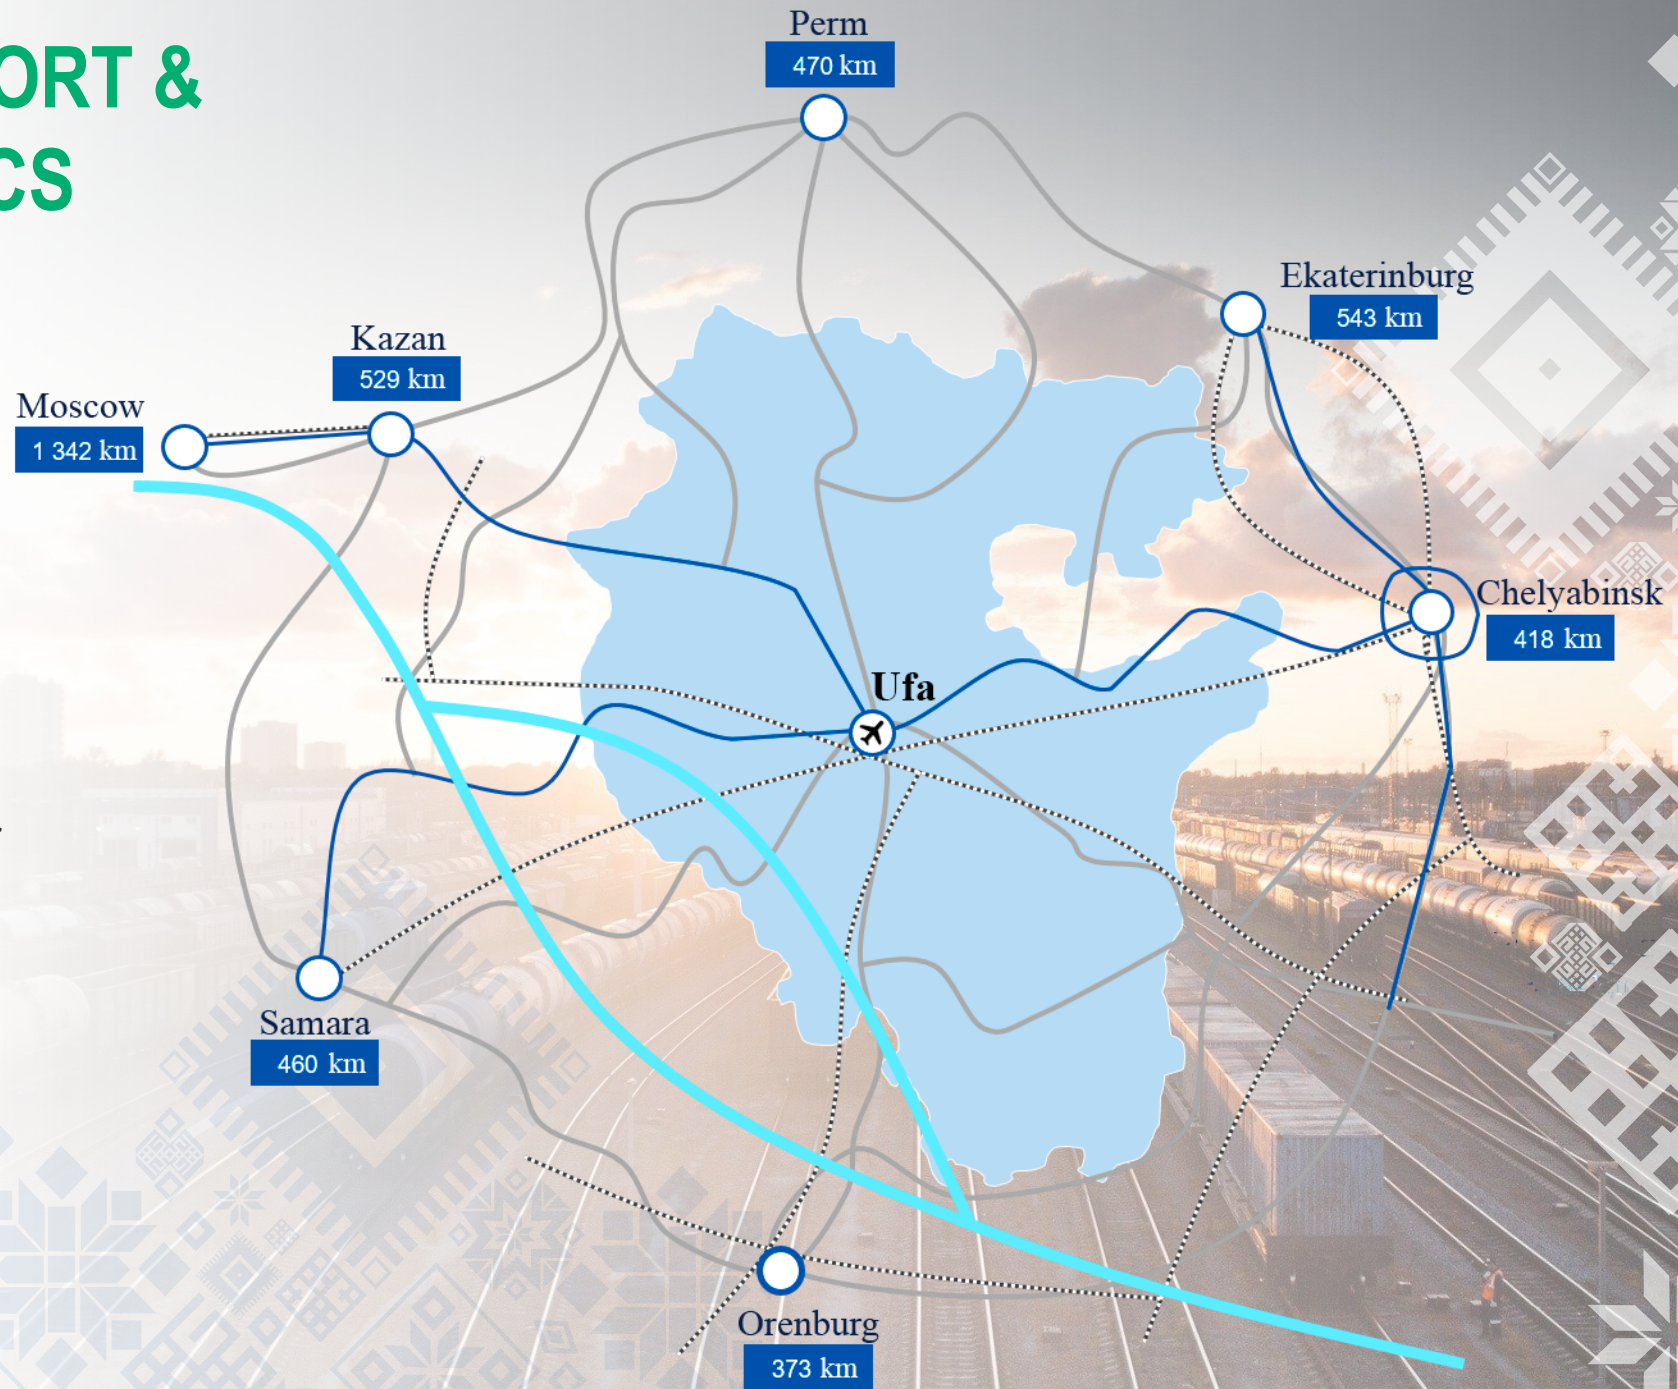 ORT &
CS
Perm
470 km
Ekaterinburg
543 km
Kazan
529 km
Moscow
1 342 km
Chelyabinsk
418 km
Ufa
Samara
460 km
Orenburg
373 km